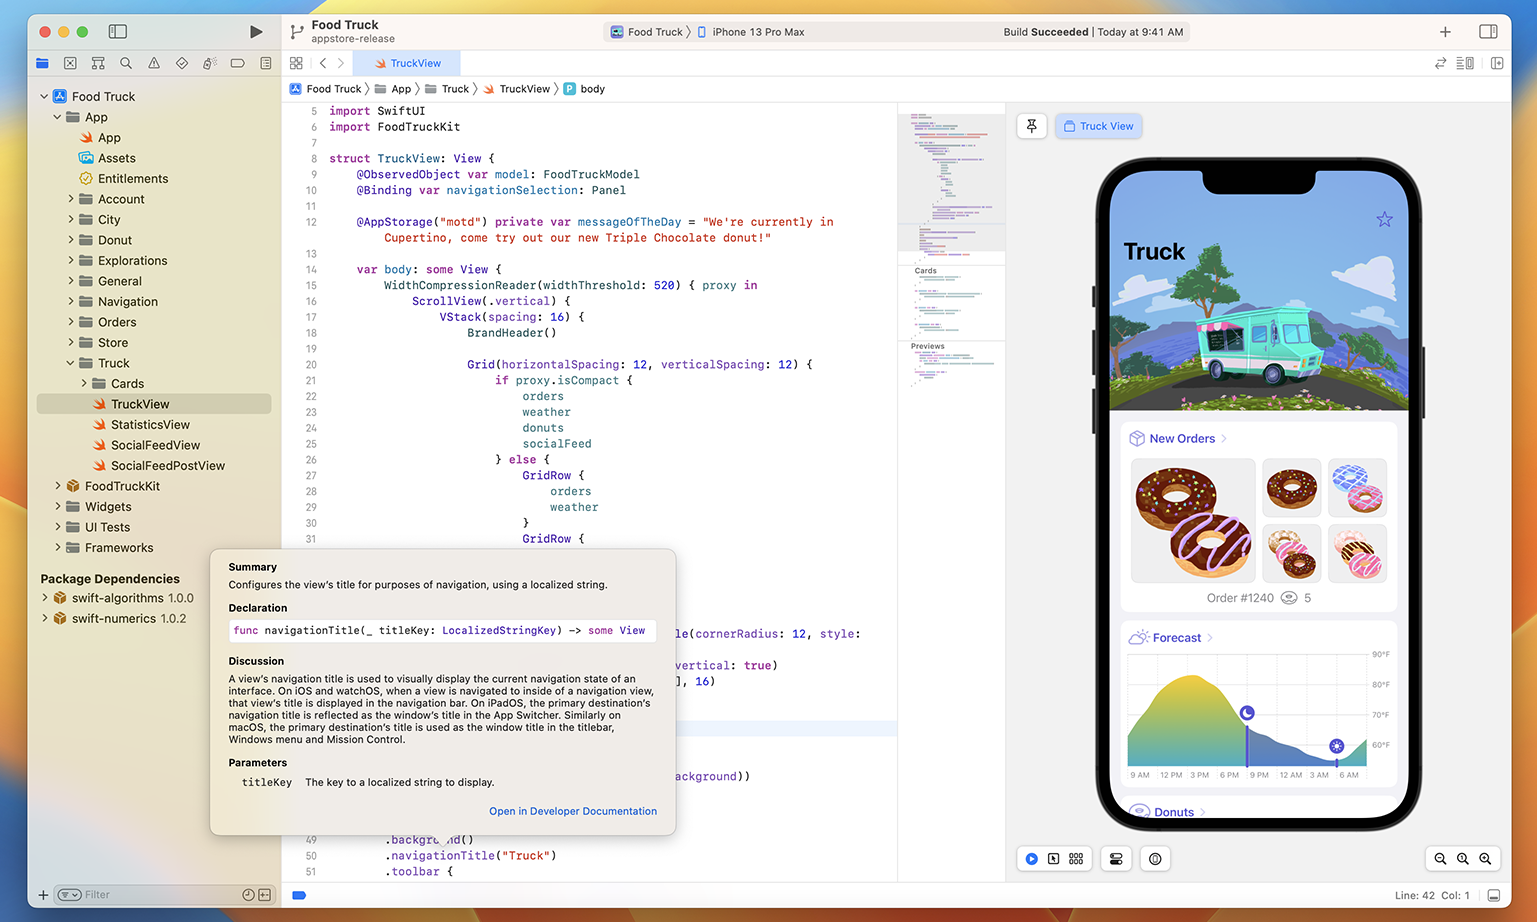 Food Truck
appstore-release
Food Truck
iPhone 13 Pro Max
Build Succeeded | Today at 9:41 AM
TruckView
Food Truck
App
Truck
TruckView
P
body
Food Truck
App
App
Assets
Entitlements
Account
City
Donut
Explorations
General
Navigation
Orders
Store
Truck
Cards
TruckView
StatisticsView
SocialFeedView
SocialFeedPostView
FoodTruckKit
Widgets
UI Tests
Frameworks
Package Dependencies
swift-algorithms 1.0.0
swift-numerics 1.0.2
Filter
5 import SwiftUI
6 import FoodTruckKit
7
8 struct TruckView: View {
9 @ObservedObject var model: FoodTruckModel
10 @Binding var navigationSelection: Panel
11
12 @AppStorage("motd") private var messageOfTheDay = "We're currently in
Cupertino, come try out our new Triple Chocolate donut!"
13
14 var body: some View {
15 WidthCompressionReader(widthThreshold: 520) { proxy in
16 ScrollView(.vertical) {
17 VStack(spacing: 16) {
18 BrandHeader()
19
20 Grid(horizontalSpacing: 12, verticalSpacing: 12) {
21 if proxy.isCompact {
22 orders
23 weather
24 donuts
25 socialFeed
26 } else {
27 GridRow {
28 orders
29 weather
30 }
31 GridRow {
le(cornerRadius: 12, style:
vertical: true)
], 16)
ackground))
49 .background()
50 .navigationTitle("Truck")
51 .toolbar {
Summary
Configures the view's title for purposes of navigation, using a localized string.
Declaration
func navigationTitle(_ titleKey: LocalizedStringKey) -> some View
Discussion
A view's navigation title is used to visually display the current navigation state of an
interface. On iOS and watchOS, when a view is navigated to inside of a navigation view,
that view's title is displayed in the navigation bar. On iPadOS, the primary destination's
navigation title is reflected as the window's title in the App Switcher. Similarly on
macOS, the primary destination's title is used as the window title in the titlebar,
Windows menu and Mission Control.
Parameters
titleKey The key to a localized string to display.
Open in Developer Documentation
Cards
Previews
Truck View
Truck
New Orders
Order #1240 5
Forecast
90°F
80°F
70°F
60°F
9 AM 12 PM 3 PM 6 PM 9 PM 12 AM 3 AM 6 AM
Donuts
Line: 42 Col: 1